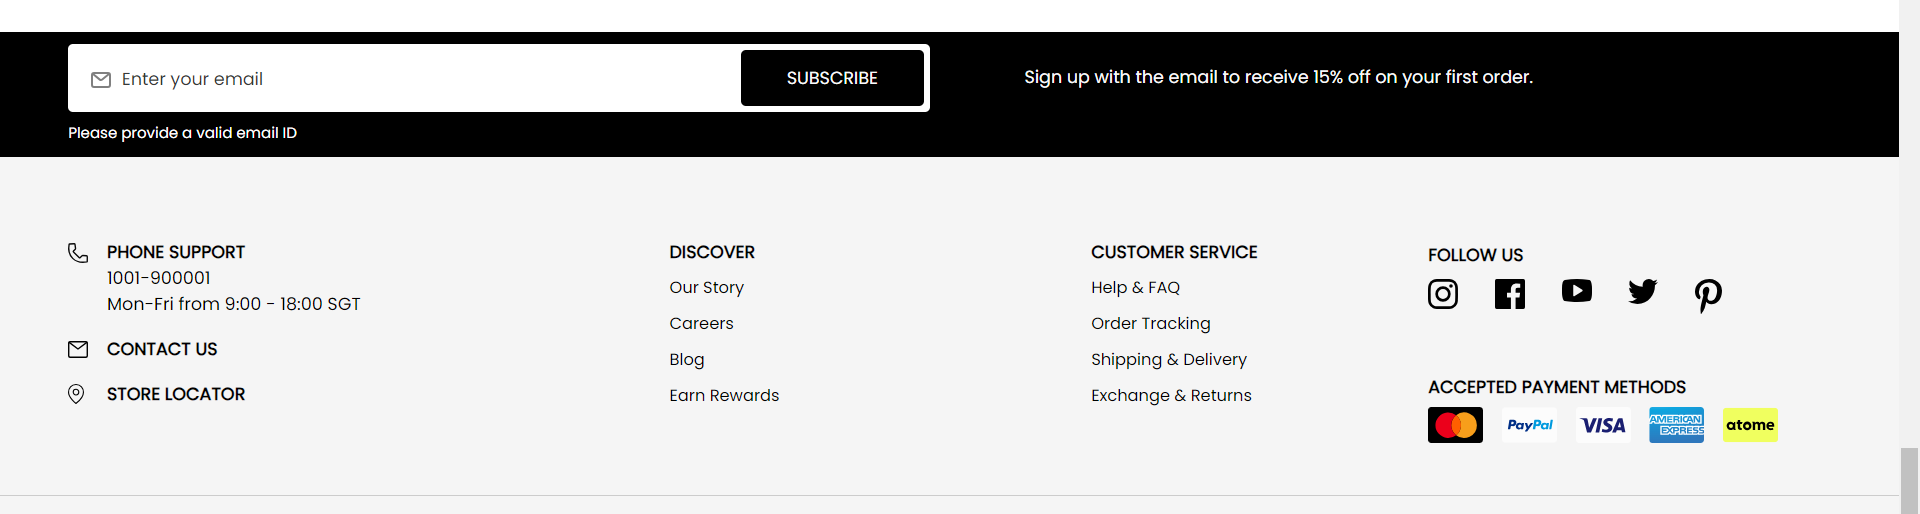 Enter your email
SUBSCRIBE
Sign up with the email to receive 15% off on your first order.
Please provide a valid email ID
PHONE SUPPORT
1001-900001
Mon-Fri from 9:00 - 18:00 SGT
CONTACT US
STORE LOCATOR
DISCOVER
Our Story
Careers
Blog
Earn Rewards
CUSTOMER SERVICE
Help & FAQ
Order Tracking
Shipping & Delivery
Exchange & Returns
FOLLOW US
ACCEPTED PAYMENT METHODS
PayPal
VISA
AMERICAN
EXPRESS
atome